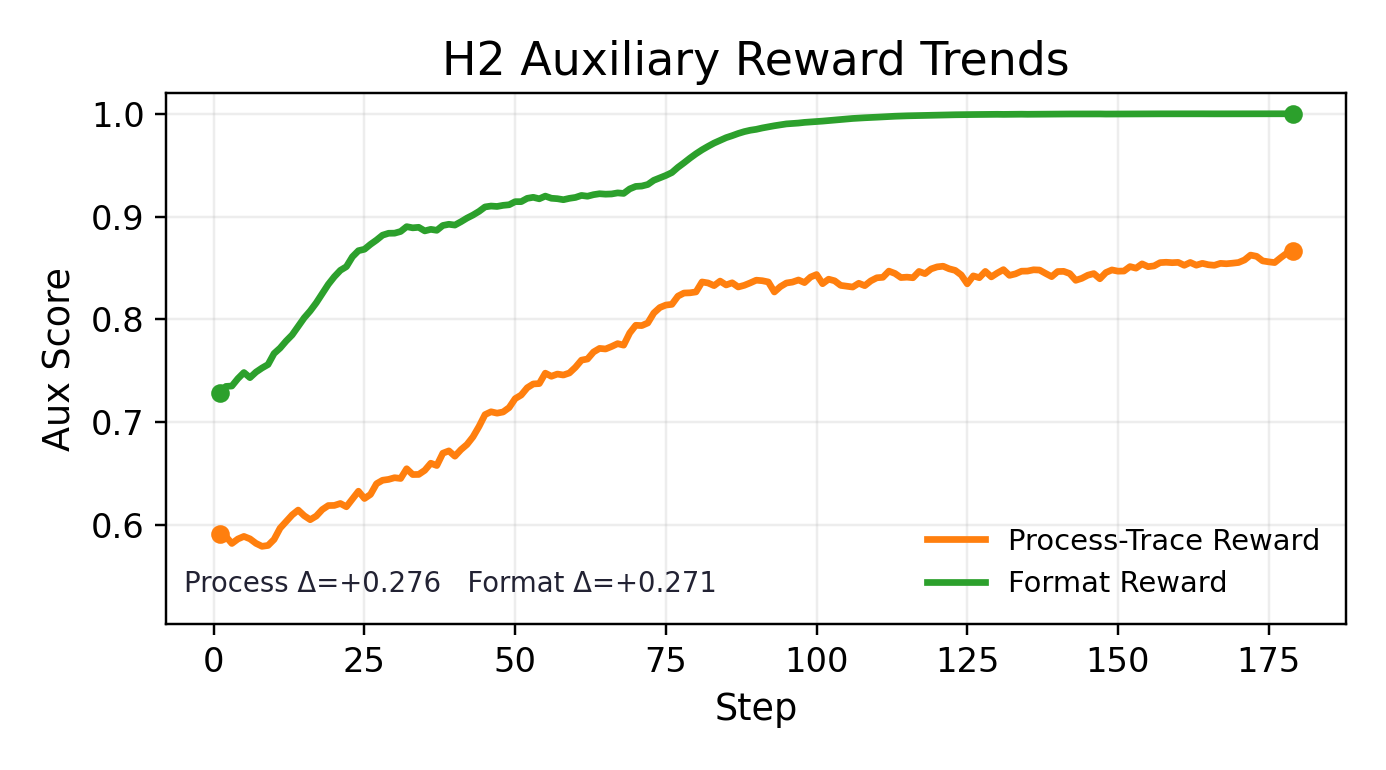 H2 Auxiliary Reward Trends
1.0
0.9
0.8
0.7
0.6
Aux Score
Process-Trace Reward
Format Reward
Process Δ=+0.276 Format Δ=+0.271
0 25 50 75 100 125 150 175
Step